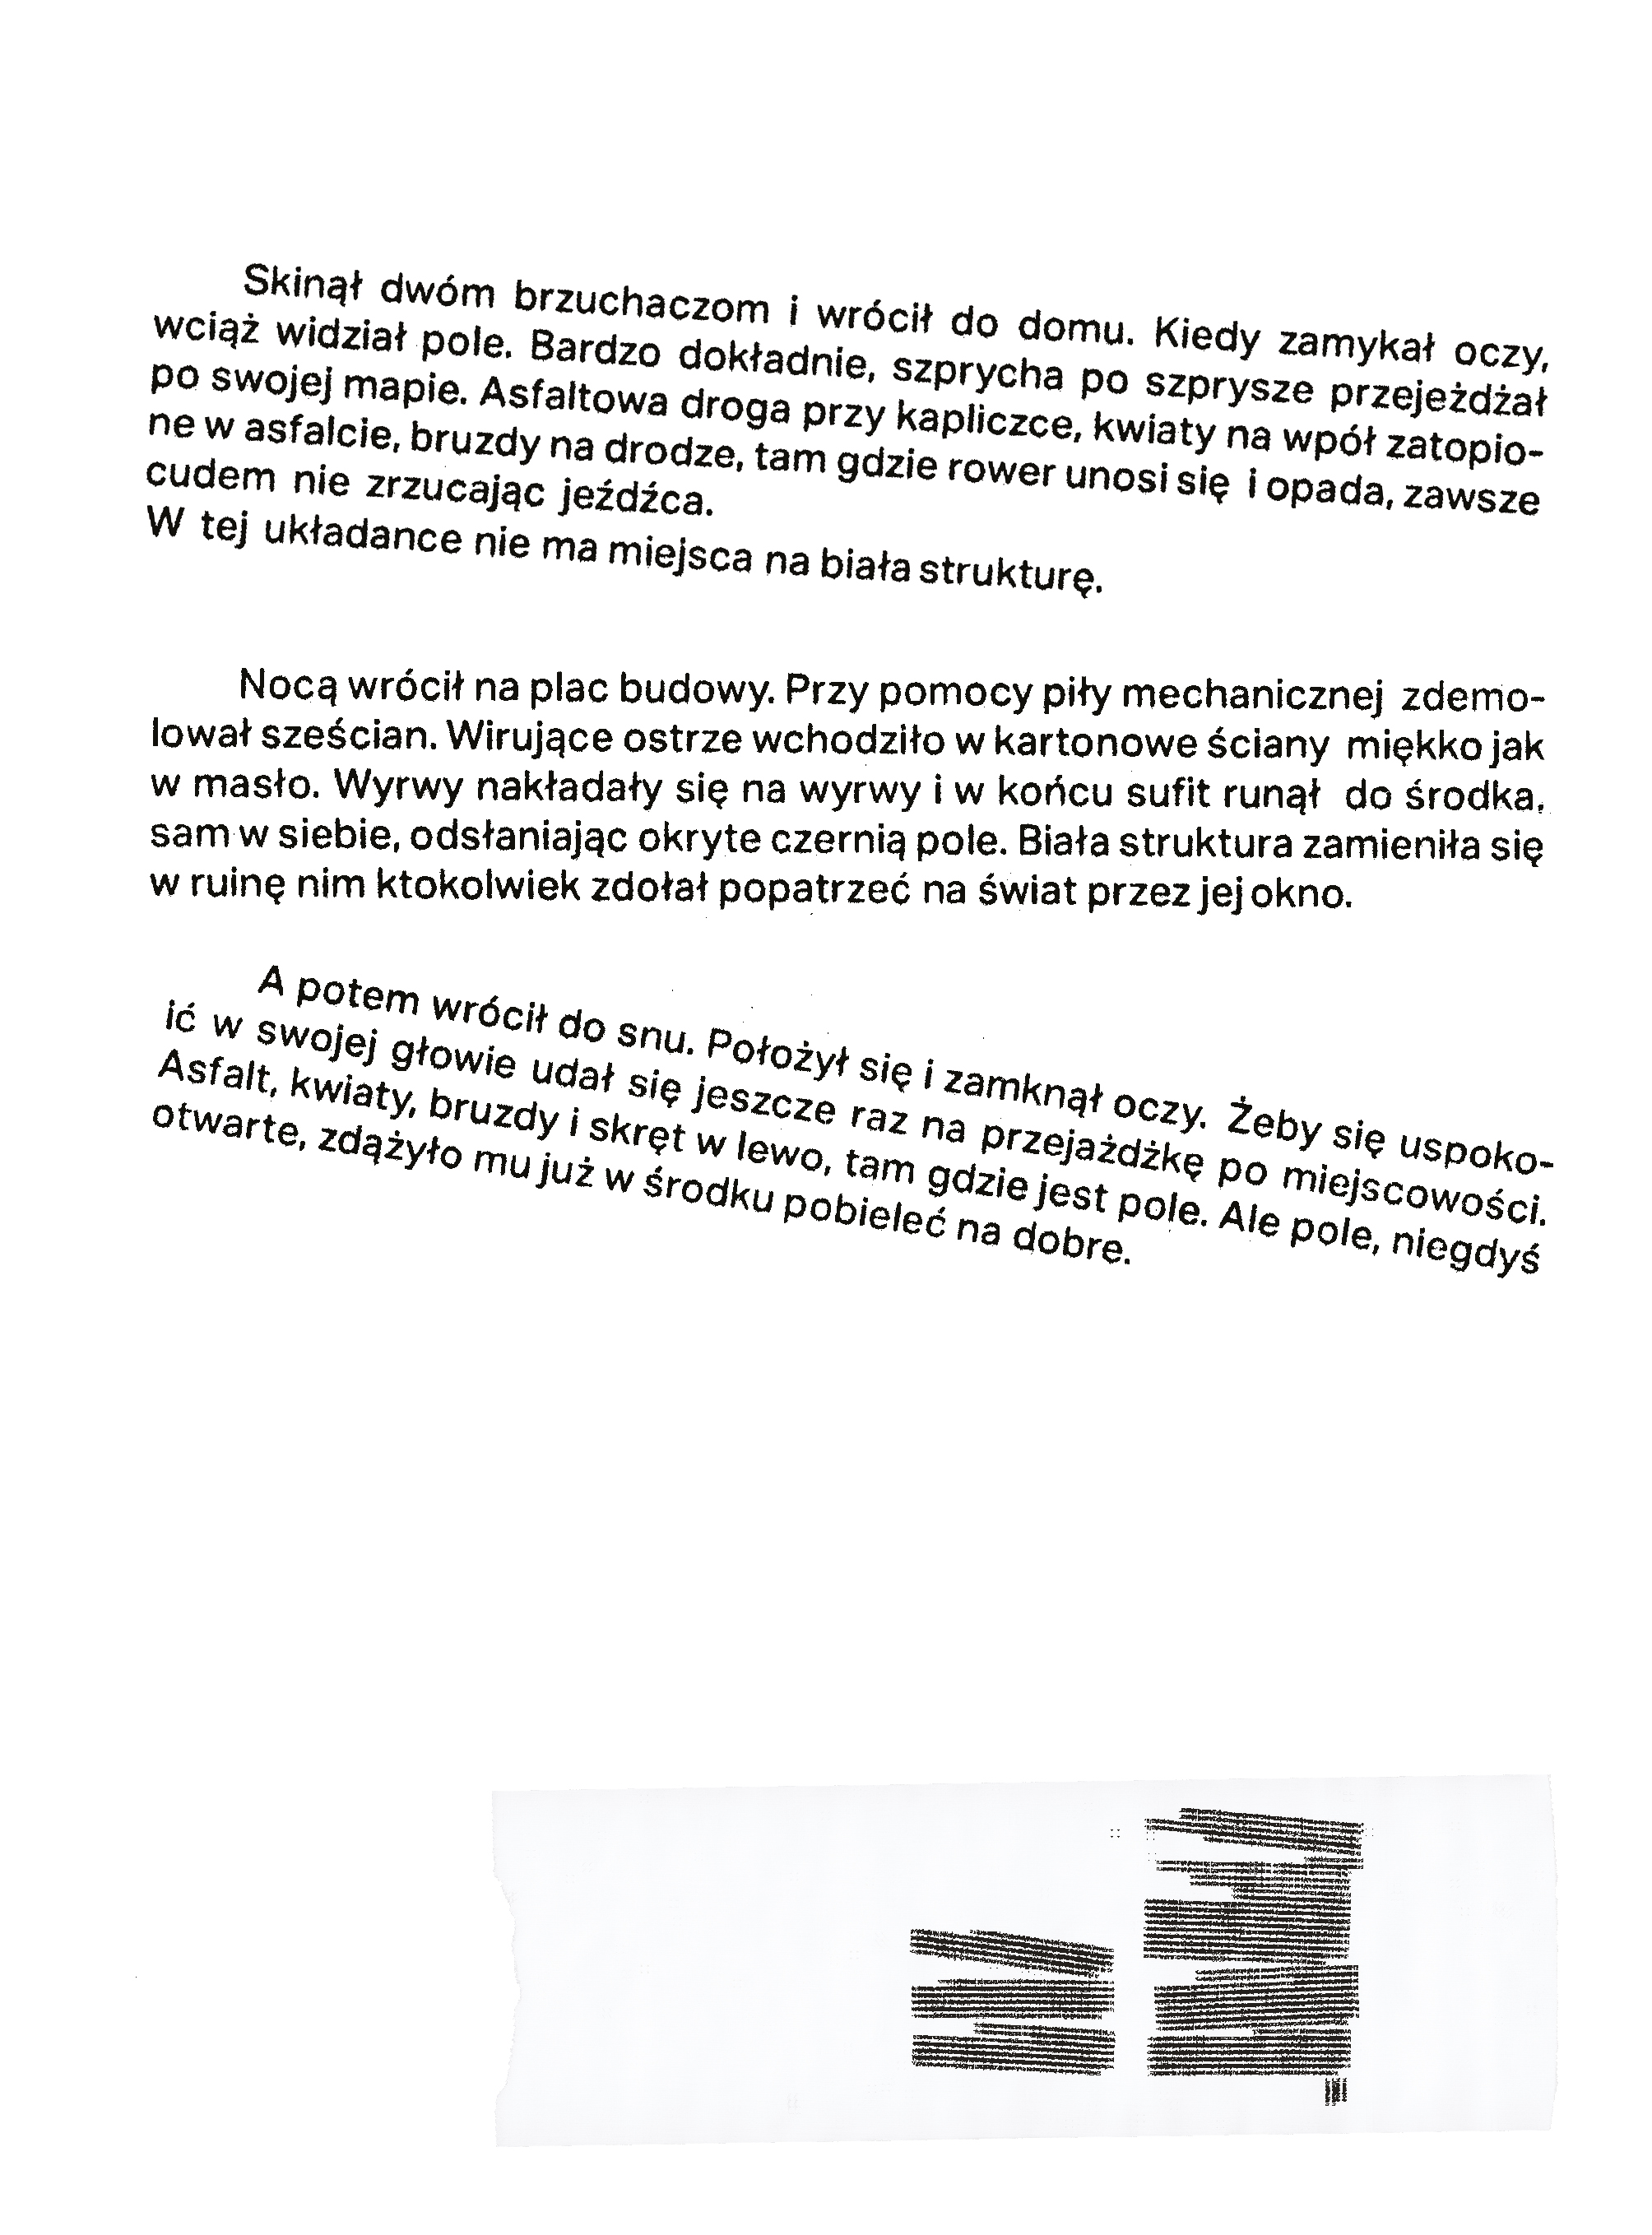 Skinął dwóm brzuchaczom i wrócił do domu. Kiedy zamykał oczy,
wciąż widział pole. Bardzo dokładnie, szprycha po szprysze przejeżdżał
po swojej mapie. Asfaltowa droga przy kapliczce, kwiaty na wpół zatopio-
ne w asfalcie, bruzdy na drodze, tam gdzie rower unosi się i opada, zawsze
cudem nie zrzucając jeźdźca.
W tej układance nie ma miejsca na biała strukturę.
Nocą wrócił na plac budowy. Przy pomocy piły mechanicznej zdemo-
lował sześcian. Wirujące ostrze wchodziło w kartonowe ściany miękko jak
w masło. Wyrwy nakładały się na wyrwy i w końcu sufit runął do środka,
sam w siebie, odsłaniając okryte czernią pole. Biała struktura zamieniła się
w ruinę nim ktokolwiek zdołał popatrzeć na świat przez jej okno.
A potem wrócił do snu. Położył się i zamknął oczy. Żeby się uspoko-
ić w swojej głowie udał się jeszcze raz na przejażdżkę po miejscowości.
Asfalt, kwiaty, bruzdy i skręt w lewo, tam gdzie jest pole. Ale pole, niegdyś
otwarte, zdążyło mu już w środku pobieleć na dobre.